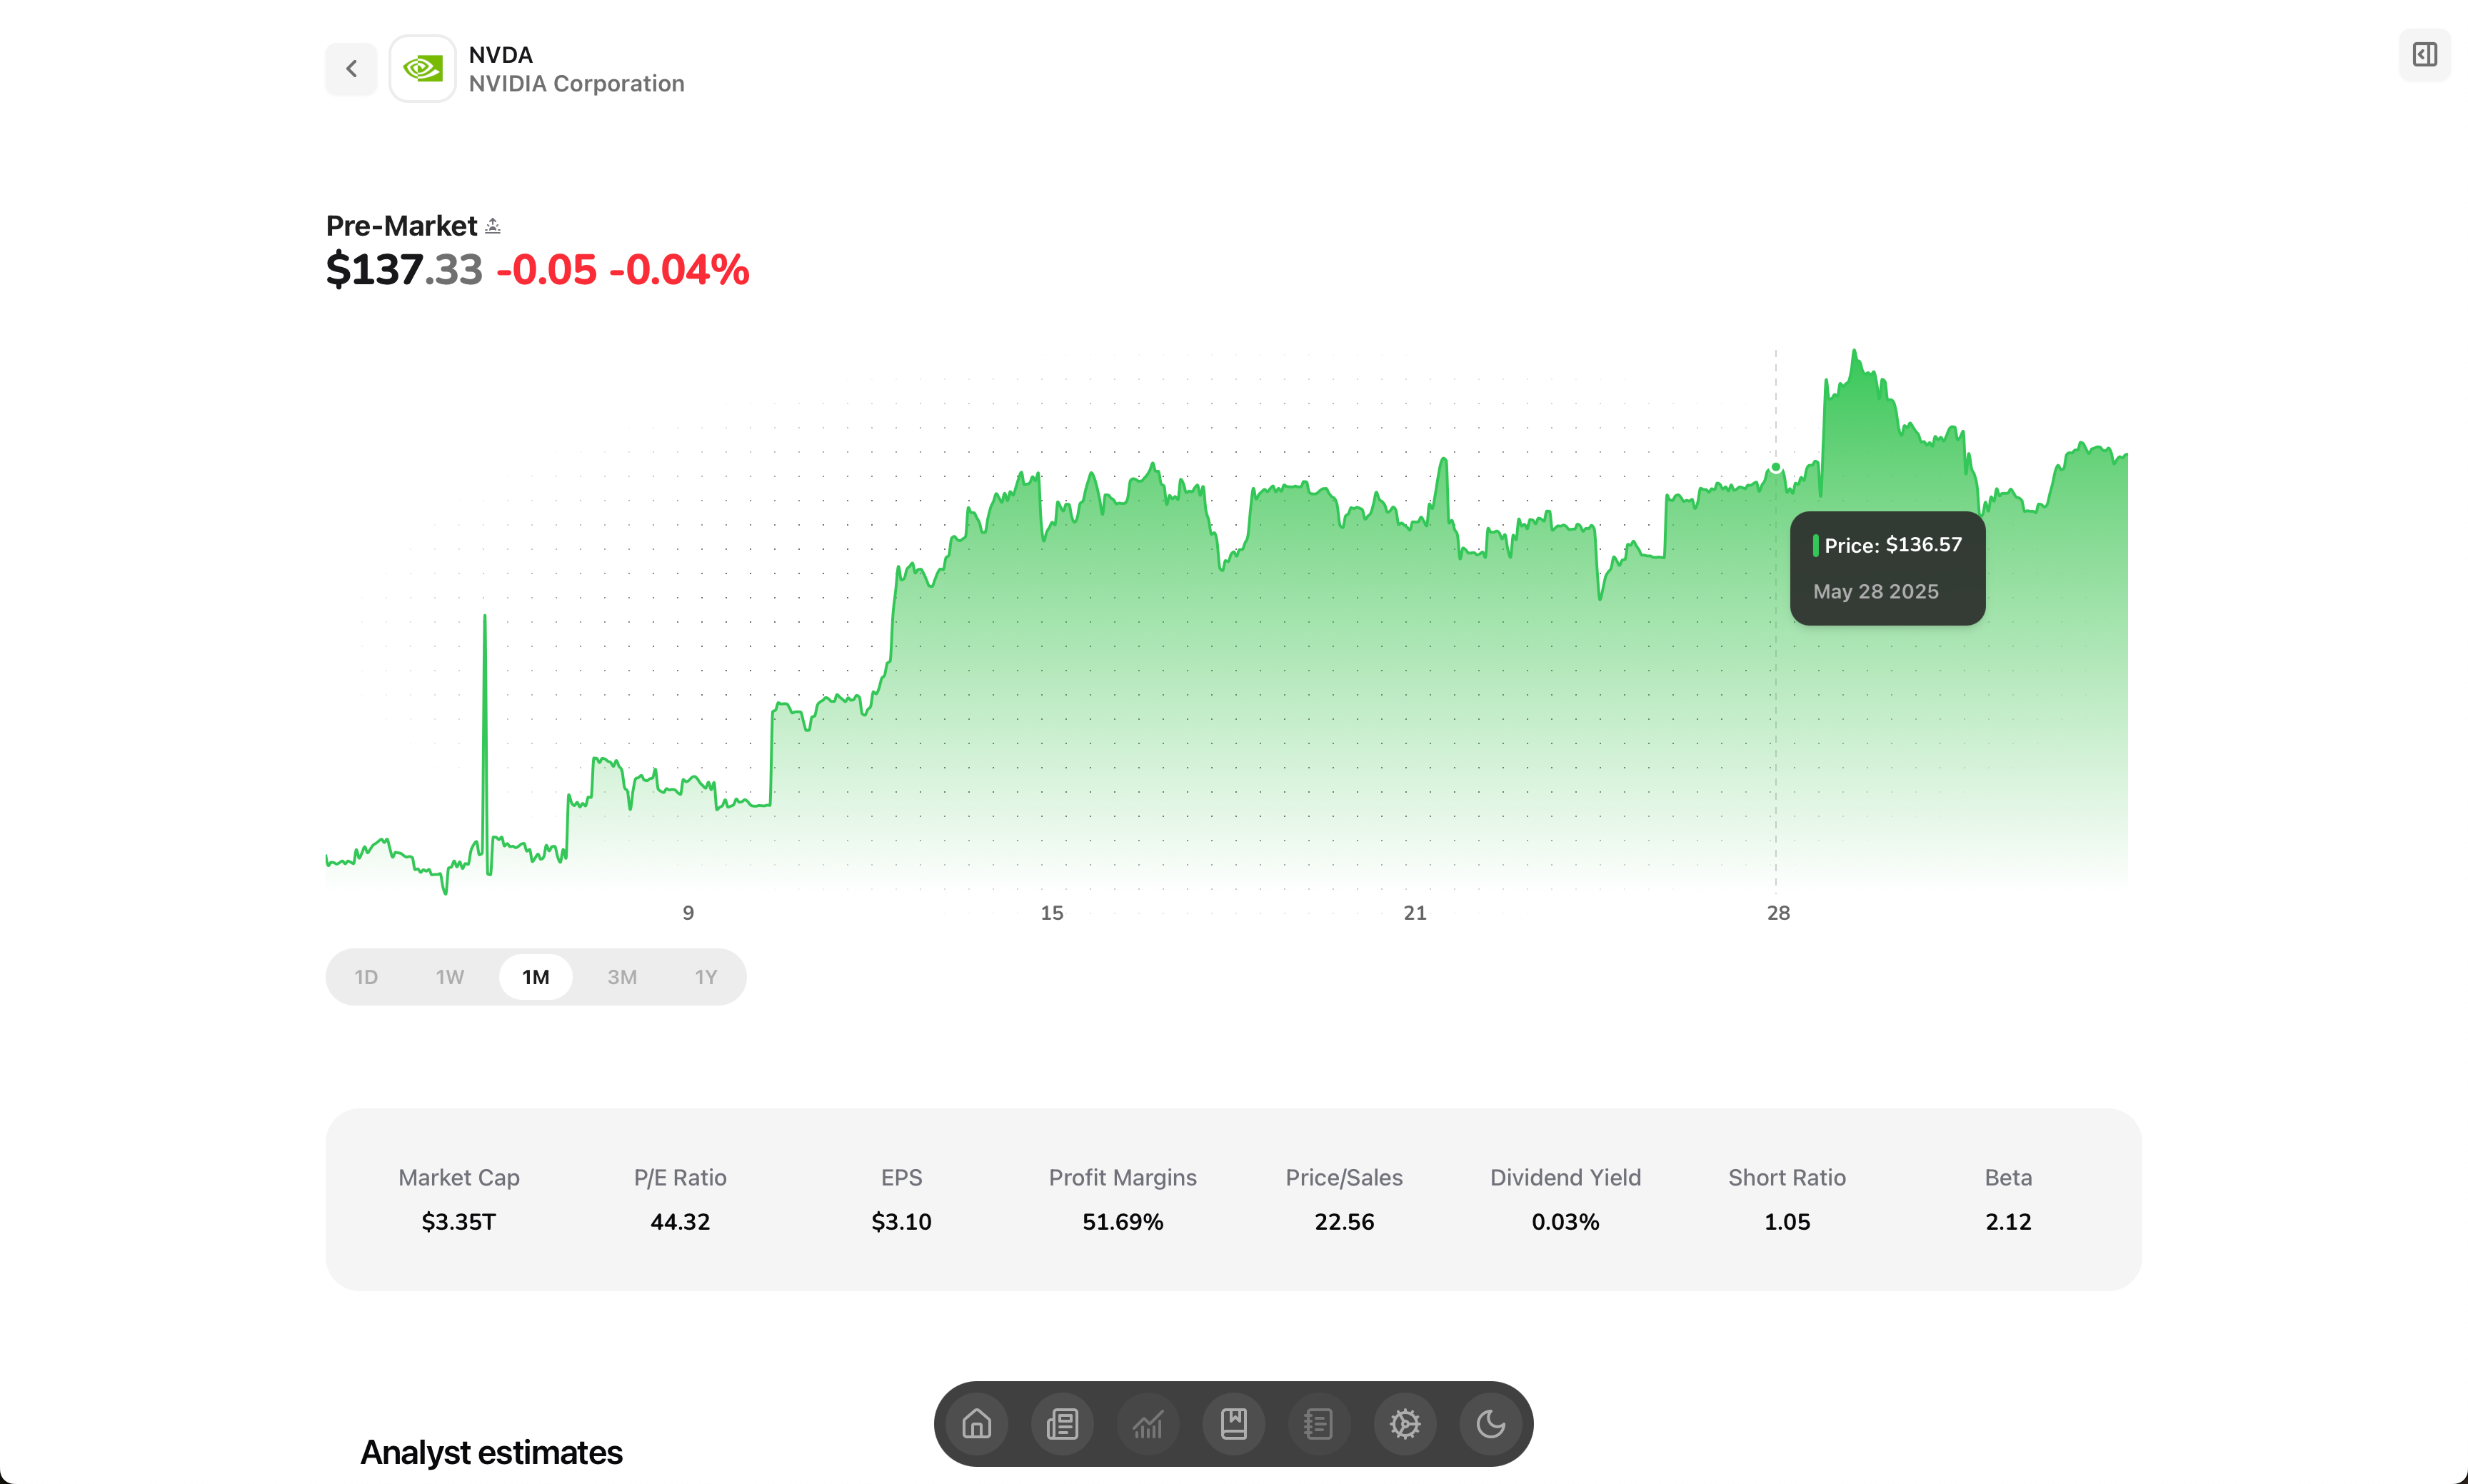 NVDA
NVIDIA Corporation
Pre-Market
$137.33 -0.05 -0.04%
Price: $136.57
May 28 2025
9 15 21 28
1D 1W 1M 3M 1Y
Market Cap P/E Ratio EPS Profit Margins Price/Sales Dividend Yield Short Ratio Beta
$3.35T 44.32 $3.10 51.69% 22.56 0.03% 1.05 2.12
Analyst estimates